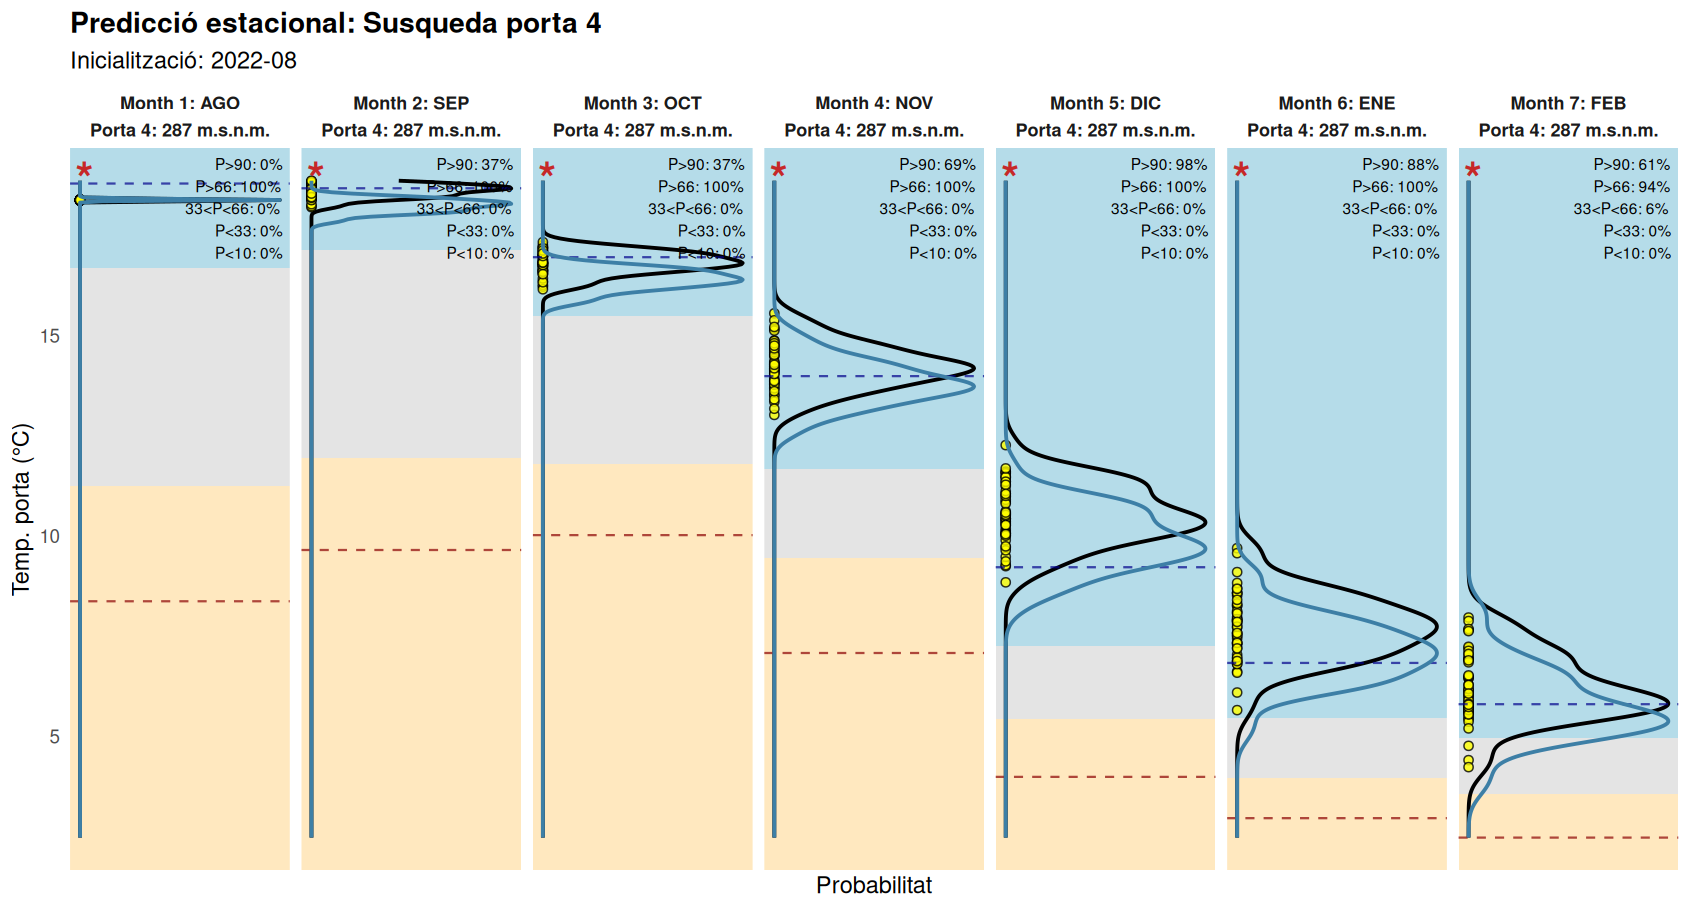 Predicció estacional: Susqueda porta 4
Inicialització: 2022-08
Month 1: AGO
Porta 4: 287 m.s.n.m.
Month 2: SEP
Porta 4: 287 m.s.n.m.
Month 3: OCT
Porta 4: 287 m.s.n.m.
Month 4: NOV
Porta 4: 287 m.s.n.m.
Month 5: DIC
Porta 4: 287 m.s.n.m.
Month 6: ENE
Porta 4: 287 m.s.n.m.
Month 7: FEB
Porta 4: 287 m.s.n.m.
*
P>90: 0%
P>66: 100%
33<P<66: 0%
P<33: 0%
P<10: 0%
*
P>90: 37%
P>66: 100%
33<P<66: 0%
P<33: 0%
P<10: 0%
*
P>90: 37%
P>66: 100%
33<P<66: 0%
P<33: 0%
P<10: 0%
*
P>90: 69%
P>66: 100%
33<P<66: 0%
P<33: 0%
P<10: 0%
*
P>90: 98%
P>66: 100%
33<P<66: 0%
P<33: 0%
P<10: 0%
*
P>90: 88%
P>66: 100%
33<P<66: 0%
P<33: 0%
P<10: 0%
*
P>90: 61%
P>66: 94%
33<P<66: 6%
P<33: 0%
P<10: 0%
15
10
5
Temp. porta (°C)
Probabilitat